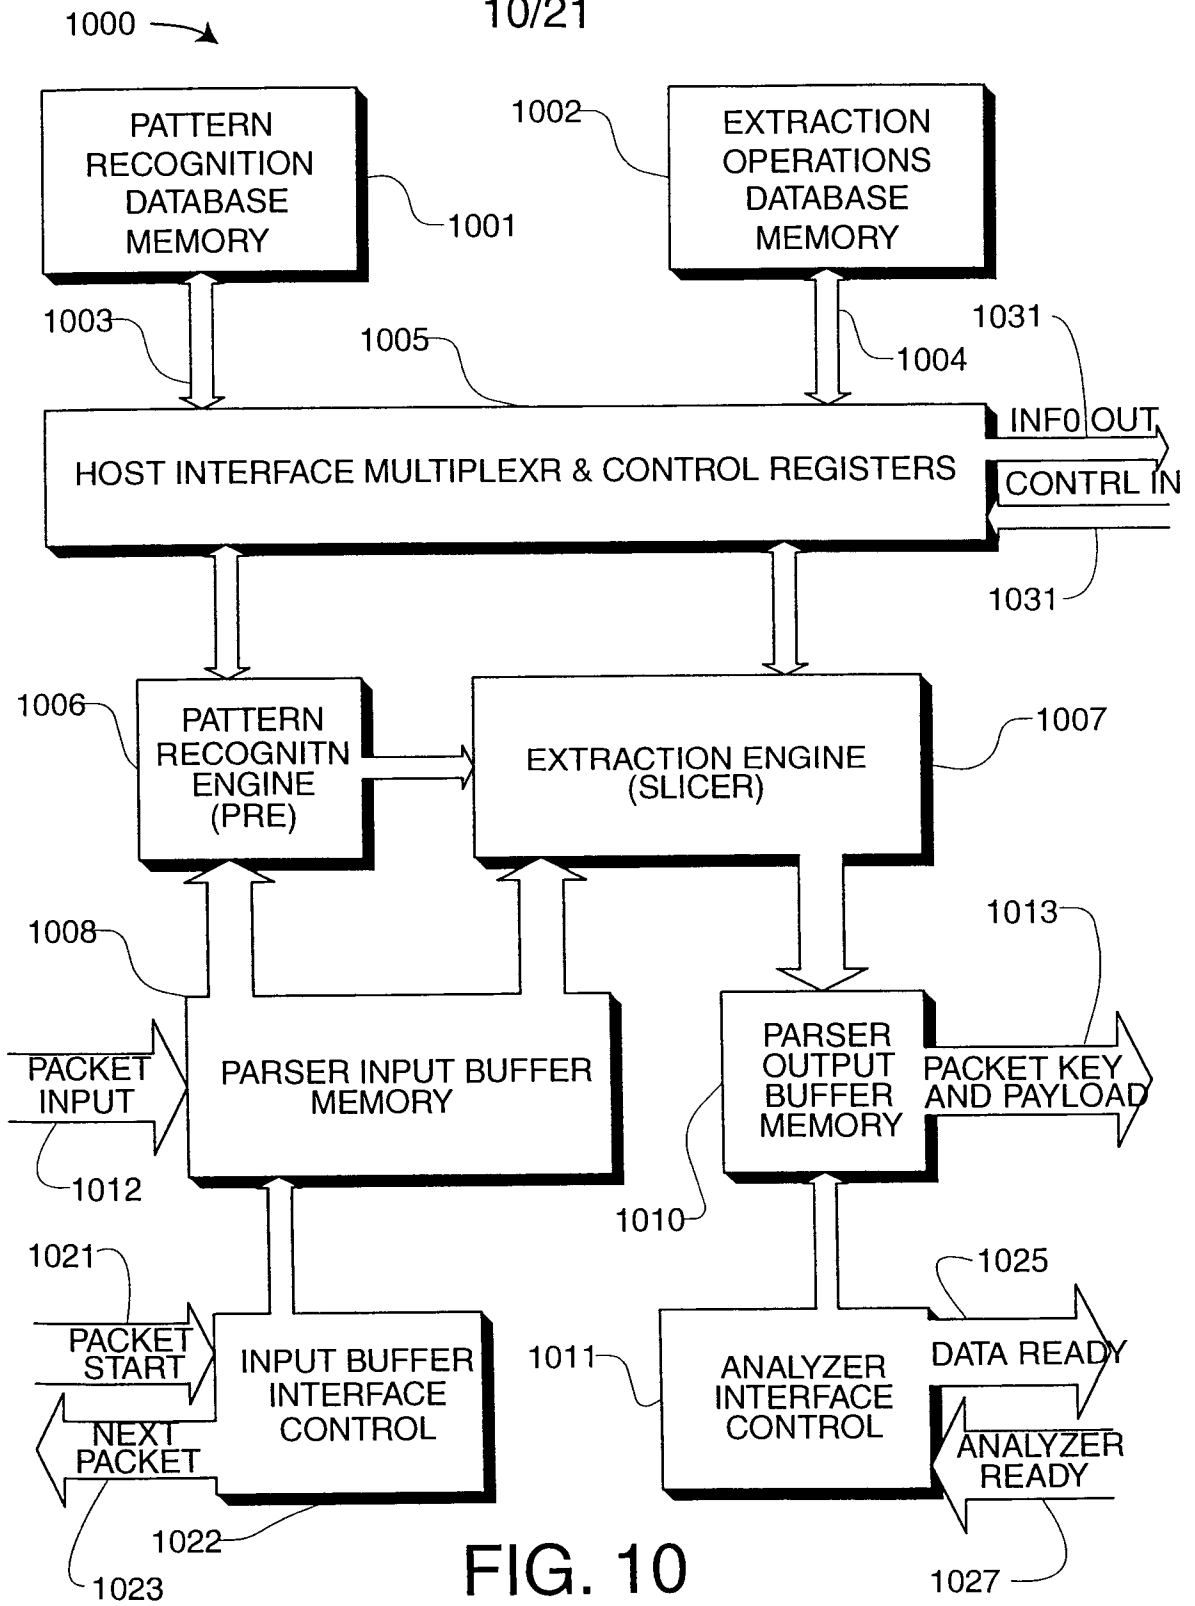 10/21
1000
PATTERN
RECOGNITION
DATABASE
MEMORY
1001
1002
EXTRACTION
OPERATIONS
DATABASE
MEMORY
1003
1005
1004
1031
INFO OUT
HOST INTERFACE MULTIPLEXR & CONTROL REGISTERS
CONTRL IN
1031
1006
PATTERN
RECOGNITN
ENGINE
(PRE)
EXTRACTION ENGINE
(SLICER)
1007
1008
1013
PACKET
INPUT
PARSER INPUT BUFFER
MEMORY
PARSER
OUTPUT
BUFFER
MEMORY
PACKET KEY
AND PAYLOAD
1012
1010
1021
1025
PACKET
START
INPUT BUFFER
INTERFACE
CONTROL
1011
ANALYZER
INTERFACE
CONTROL
DATA READY
NEXT
PACKET
ANALYZER
READY
1022
1023
1027
FIG. 10